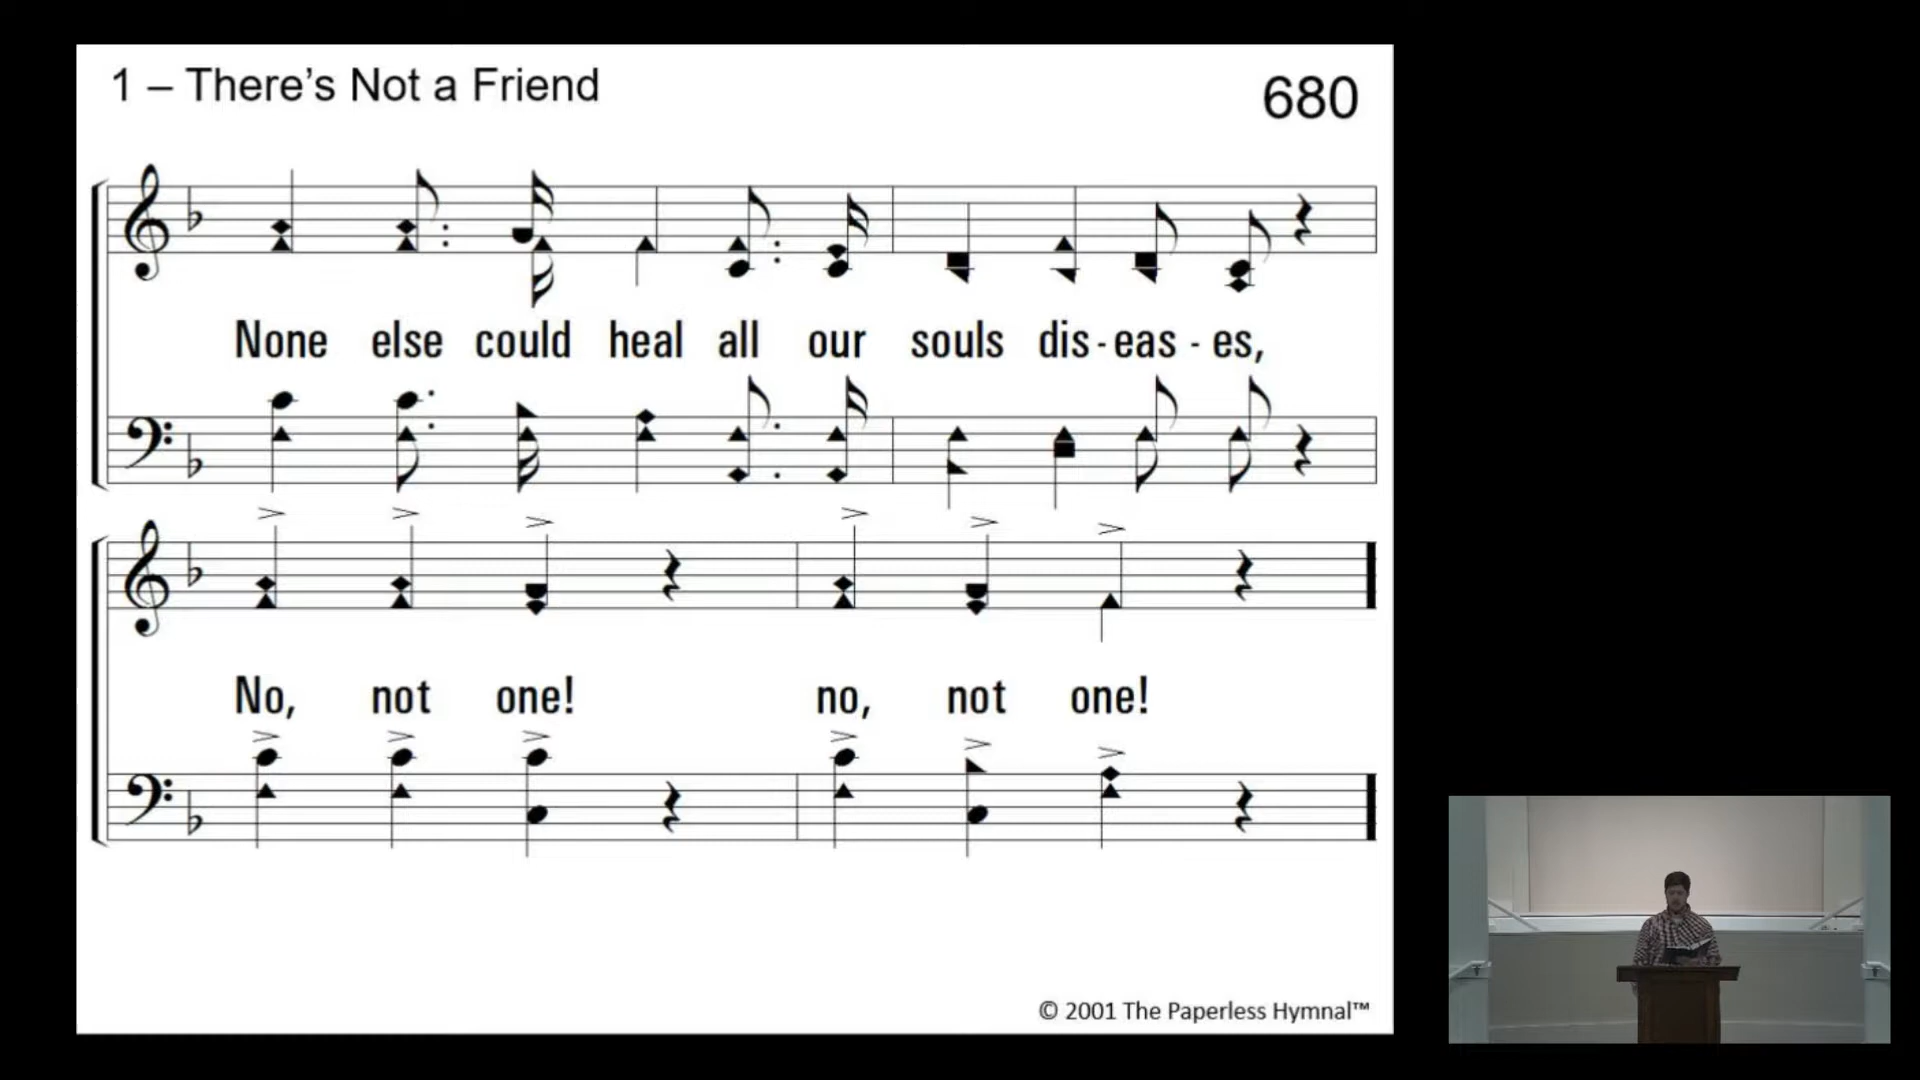 1 – There’s Not a Friend
680
None else could heal all our souls dis-eas - es,
No, not one! no, not one!
© 2001 The Paperless Hymnal™